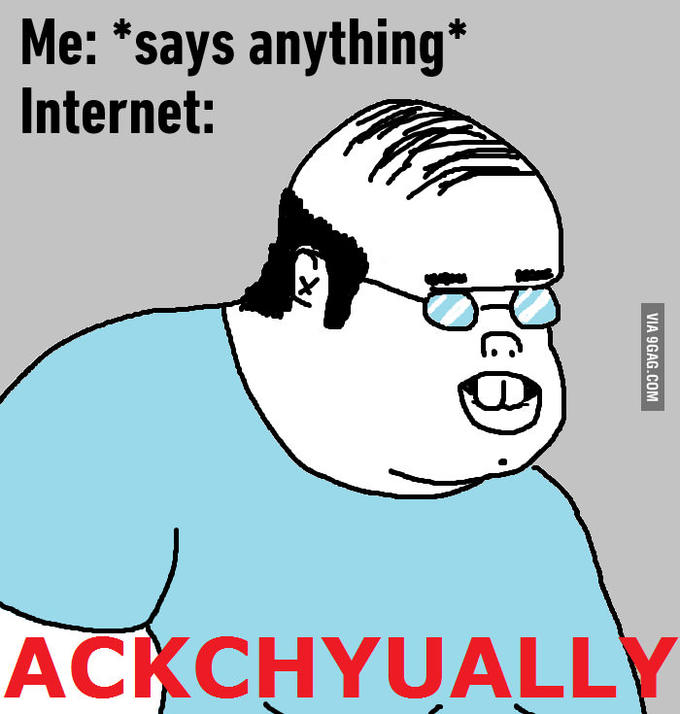 Me: *says anything*
Internet:
VIA 9GAG.COM
ACKCHYUALLY